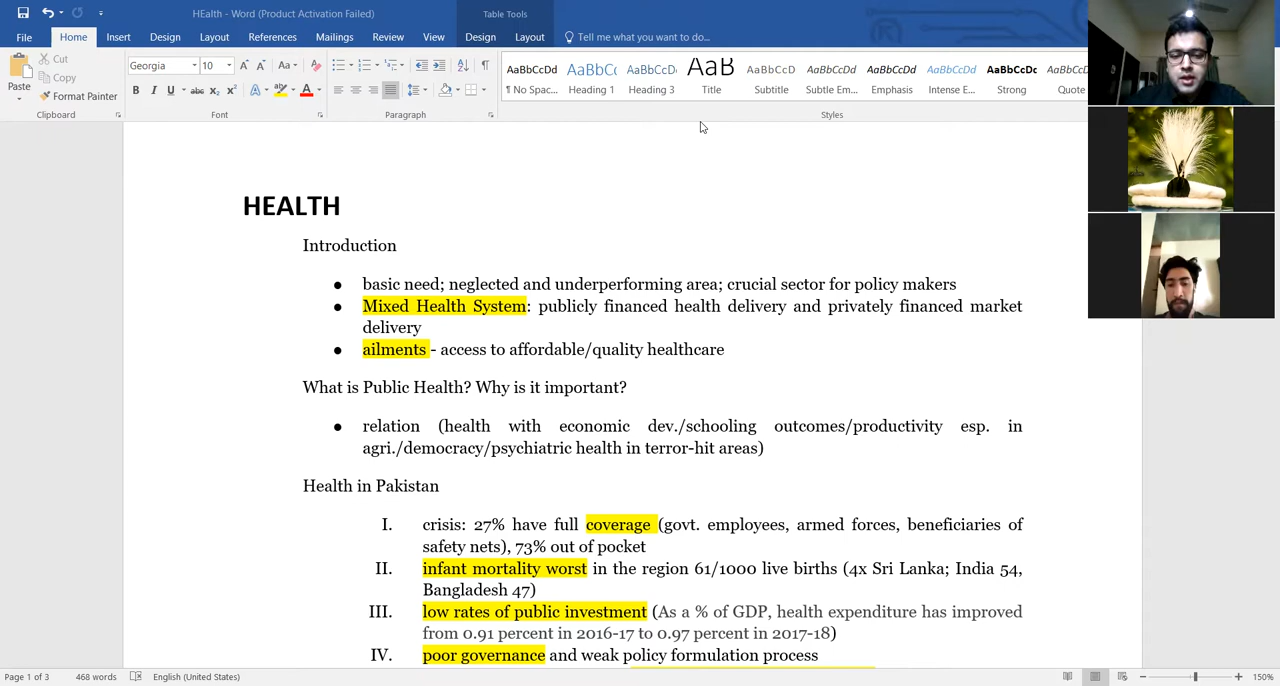 HEalth - Word (Product Activation Failed)
Table Tools
File
Home
Insert
Design
Layout
References
Mailings
Review
View
Design
Layout
Tell me what you want to do...
Paste
Cut
Copy
Format Painter
Clipboard
Georgia
10
Aa
B I U abc X₂ X² A A
Font
Paragraph
AaBbCcDd
¶ No Spac...
AaBbC
Heading 1
AaBbCcD
Heading 3
AaB
Title
AaBbCcD
Subtitle
AaBbCcDd
Subtle Em...
AaBbCcDd
Emphasis
AaBbCcDd
Intense E...
AaBbCcDc
Strong
AaBbCcDd
Quote
Styles
HEALTH
Introduction
● basic need; neglected and underperforming area; crucial sector for policy makers
● Mixed Health System: publicly financed health delivery and privately financed market
delivery
● ailments - access to affordable/quality healthcare
What is Public Health? Why is it important?
● relation (health with economic dev./schooling outcomes/productivity esp. in
agri./democracy/psychiatric health in terror-hit areas)
Health in Pakistan
I. crisis: 27% have full coverage (govt. employees, armed forces, beneficiaries of
safety nets), 73% out of pocket
II. infant mortality worst in the region 61/1000 live births (4x Sri Lanka; India 54,
Bangladesh 47)
III. low rates of public investment (As a % of GDP, health expenditure has improved
from 0.91 percent in 2016-17 to 0.97 percent in 2017-18)
IV. poor governance and weak policy formulation process
Page 1 of 3
468 words
English (United States)
150%